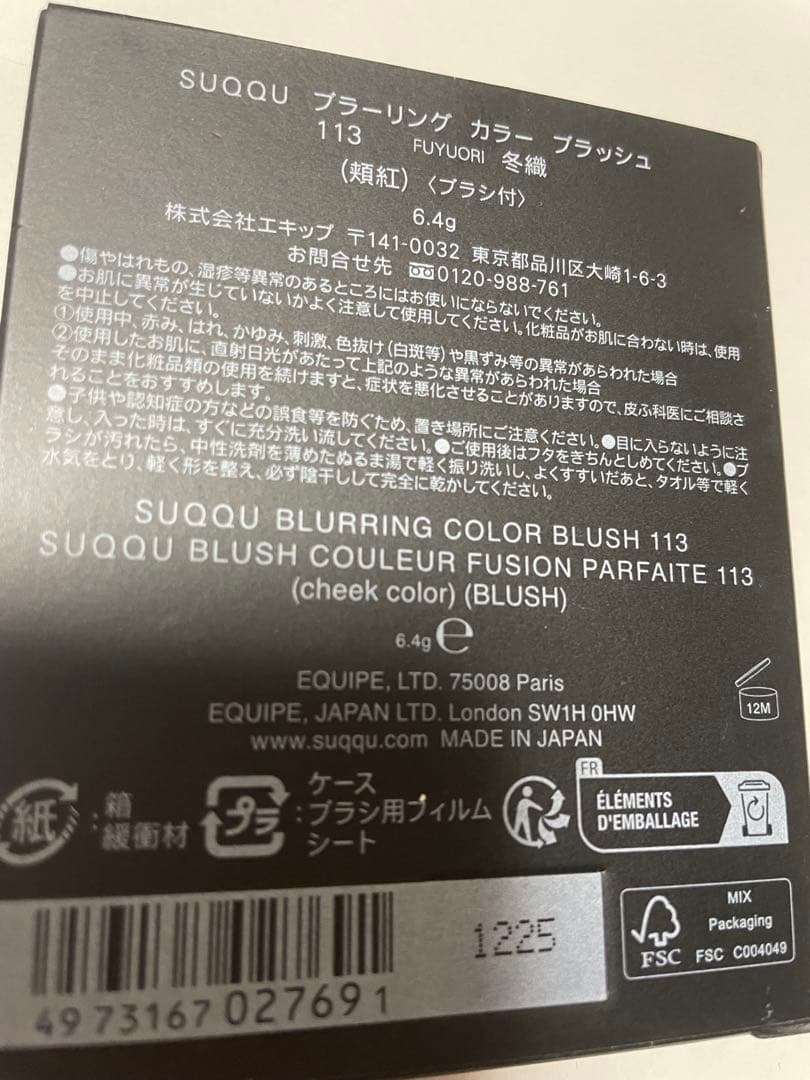 SUQQU ブラーリング カラー ブラッシュ
113 FUYUORI 冬織
(頬紅)〈ブラシ付〉
6.4g
株式会社エキップ 〒141-0032 東京都品川区大崎1-6-3
お問合せ先 0120-988-761
●傷やはれもの、湿疹等異常のあるところにはお使いにならないでください。
●お肌に異常が生じていないかよく注意して使用してください。化粧品がお肌に合わない時は、使用
を中止してください。
①使用中、赤み、はれ、かゆみ、刺激、色抜け(白斑等)や黒ずみ等の異常があらわれた場合
②使用したお肌に、直射日光があたって上記のような異常があらわれた場合
そのまま化粧品類の使用を続けますと、症状を悪化させることがありますので、皮ふ科医にご相談さ
れることをおすすめします。
●子供や認知症の方などの誤食等を防ぐため、置き場所にご注意ください。●目に入らないように注
意し、入った時は、すぐに充分洗い流してください。●ご使用後はフタをきちんとしめてください。●ブ
ラシが汚れたら、中性洗剤を薄めたぬるま湯で軽く振り洗いし、よくすすいだあと、タオル等で軽く
水気をとり、軽く形を整え、必ず陰干しして完全に乾かしてください。
SUQQU BLURRING COLOR BLUSH 113
SUQQU BLUSH COULEUR FUSION PARFAITE 113
(cheek color) (BLUSH)
6.4g ℮
EQUIPE, LTD. 75008 Paris
EQUIPE, JAPAN LTD. London SW1H 0HW
www.suqqu.com MADE IN JAPAN
12M
紙 : 箱
緩衝材
プラ : ケース
ブラシ用フィルム
シート
FR
ÉLÉMENTS
D'EMBALLAGE
1225
4973167027691
FSC
MIX
Packaging
FSC C004049